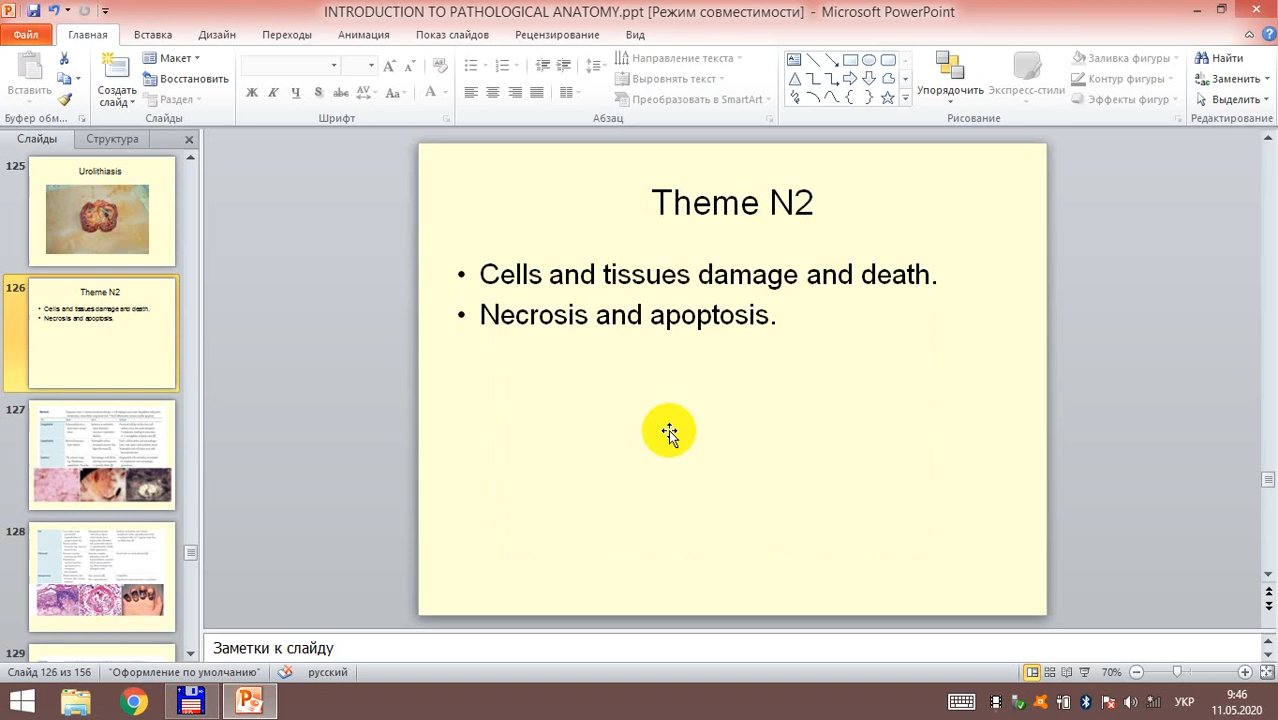 INTRODUCTION TO PATHOLOGICAL ANATOMY.ppt [Режим совместимости] - Microsoft PowerPoint
Файл Главная Вставка Дизайн Переходы Анимация Показ слайдов Рецензирование Вид
Вставить
Буфер обм...
Создать слайд
Макет
Восстановить
Раздел
Слайды
Ж К Ч S abc AV Aa A
Шрифт
Направление текста
Выровнять текст
Преобразовать в SmartArt
Абзац
Упорядочить
Экспресс-стили
Заливка фигуры
Контур фигуры
Эффекты фигур
Рисование
Найти
Заменить
Выделить
Редактирование
Слайды Структура
125
Urolithiasis
126
Theme N2
• Cells and tissues damage and death.
• Necrosis and apoptosis.
127
128
129
Theme N2
• Cells and tissues damage and death.
• Necrosis and apoptosis.
Заметки к слайду
Слайд 126 из 156 "Оформление по умолчанию" русский 70%
УКР
9:46
11.05.2020